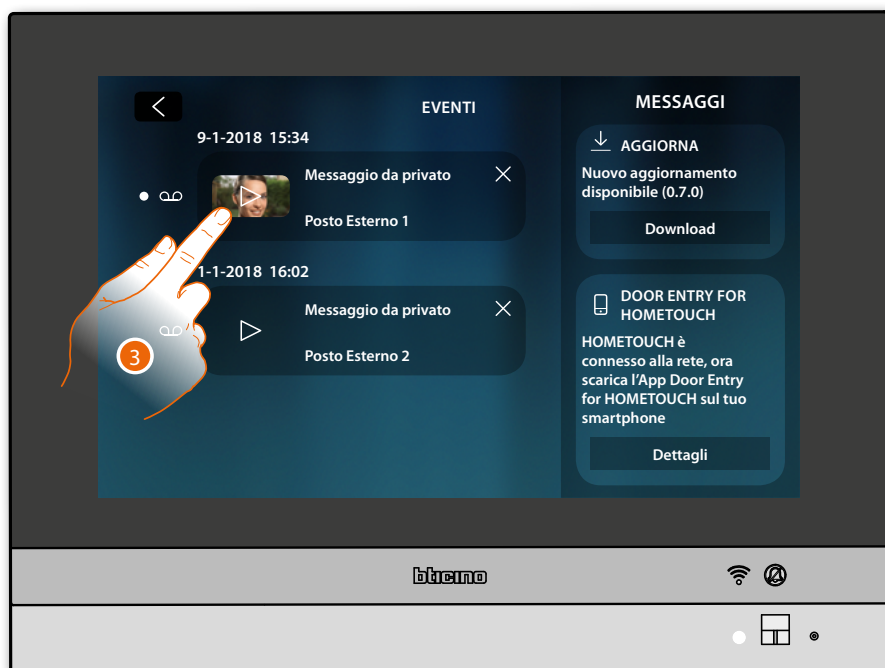 EVENTI
9-1-2018 15:34
Messaggio da privato
Posto Esterno 1
1-1-2018 16:02
Messaggio da privato
Posto Esterno 2
3
MESSAGGI
AGGIORNA
Nuovo aggiornamento
disponibile (0.7.0)
Download
DOOR ENTRY FOR
HOMETOUCH
HOMETOUCH è
connesso alla rete, ora
scarica l'App Door Entry
for HOMETOUCH sul tuo
smartphone
Dettagli
bticino